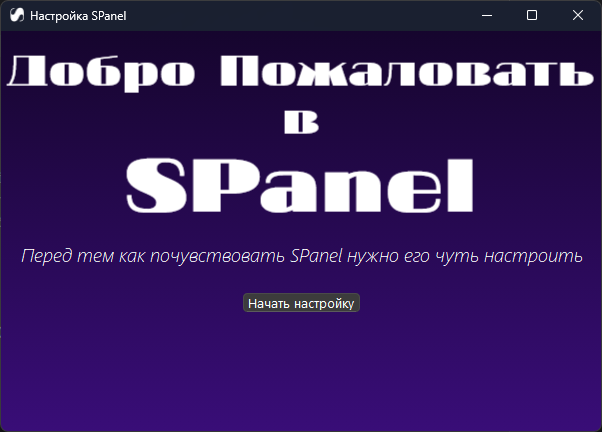 Настройка SPanel
Добро Пожаловать
в
SPanel
Перед тем как почувствовать SPanel нужно его чуть настроить
Начать настройку